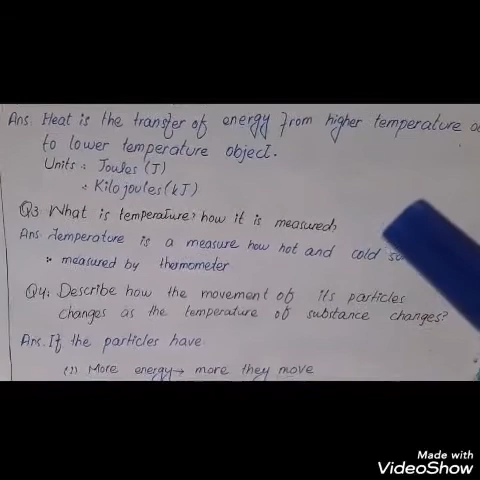 Ans. Heat is the transfer of energy from higher temperature
to lower temperature object.
Units : Joules (J)
: Kilojoules (kJ)
Q3. What is temperature, how it is measured,
Ans: Temperature is a measure how hot and cold
: measured by thermometer
Q4: Describe how the movement of its particles
changes as the temperature of substance changes?
Ans. If the particles have
(1) More energy → more they move
Made with
VideoShow